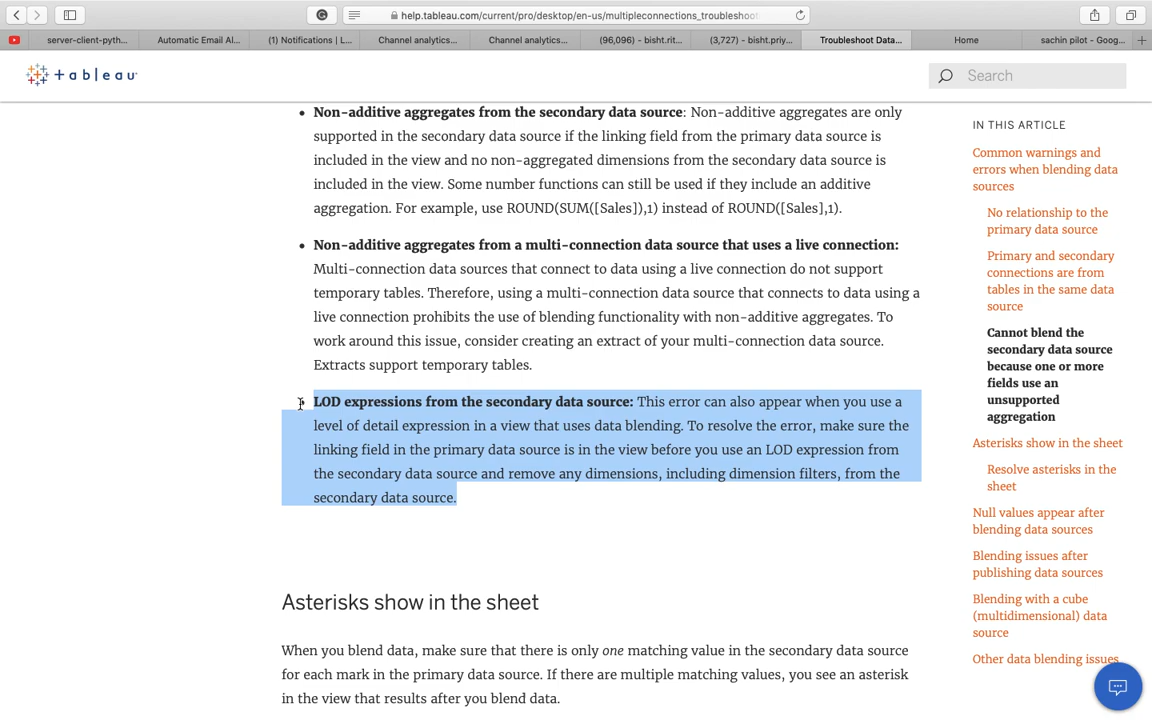 help.tableau.com/current/pro/desktop/en-us/multipleconnections_troubleshoot
server-client-pyth...
Automatic Email Al...
(1) Notifications | L...
Channel analytics...
Channel analytics...
(96,096) - bisht.rit...
(3,727) - bisht.priy...
Troubleshoot Data...
Home
sachin pilot - Goog...
+ableau
Search
• Non-additive aggregates from the secondary data source: Non-additive aggregates are only
supported in the secondary data source if the linking field from the primary data source is
included in the view and no non-aggregated dimensions from the secondary data source is
included in the view. Some number functions can still be used if they include an additive
aggregation. For example, use ROUND(SUM([Sales]),1) instead of ROUND([Sales],1).
• Non-additive aggregates from a multi-connection data source that uses a live connection:
Multi-connection data sources that connect to data using a live connection do not support
temporary tables. Therefore, using a multi-connection data source that connects to data using a
live connection prohibits the use of blending functionality with non-additive aggregates. To
work around this issue, consider creating an extract of your multi-connection data source.
Extracts support temporary tables.
• LOD expressions from the secondary data source: This error can also appear when you use a
level of detail expression in a view that uses data blending. To resolve the error, make sure the
linking field in the primary data source is in the view before you use an LOD expression from
the secondary data source and remove any dimensions, including dimension filters, from the
secondary data source.
Asterisks show in the sheet
When you blend data, make sure that there is only one matching value in the secondary data source
for each mark in the primary data source. If there are multiple matching values, you see an asterisk
in the view that results after you blend data.
IN THIS ARTICLE
Common warnings and
errors when blending data
sources
No relationship to the
primary data source
Primary and secondary
connections are from
tables in the same data
source
Cannot blend the
secondary data source
because one or more
fields use an
unsupported
aggregation
Asterisks show in the sheet
Resolve asterisks in the
sheet
Null values appear after
blending data sources
Blending issues after
publishing data sources
Blending with a cube
(multidimensional) data
source
Other data blending issues